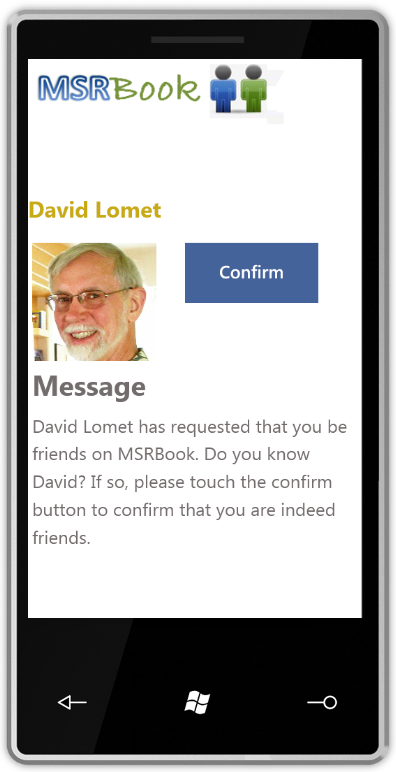 MSRBook
David Lomet
Confirm
Message
David Lomet has requested that you be
friends on MSRBook. Do you know
David? If so, please touch the confirm
button to confirm that you are indeed
friends.